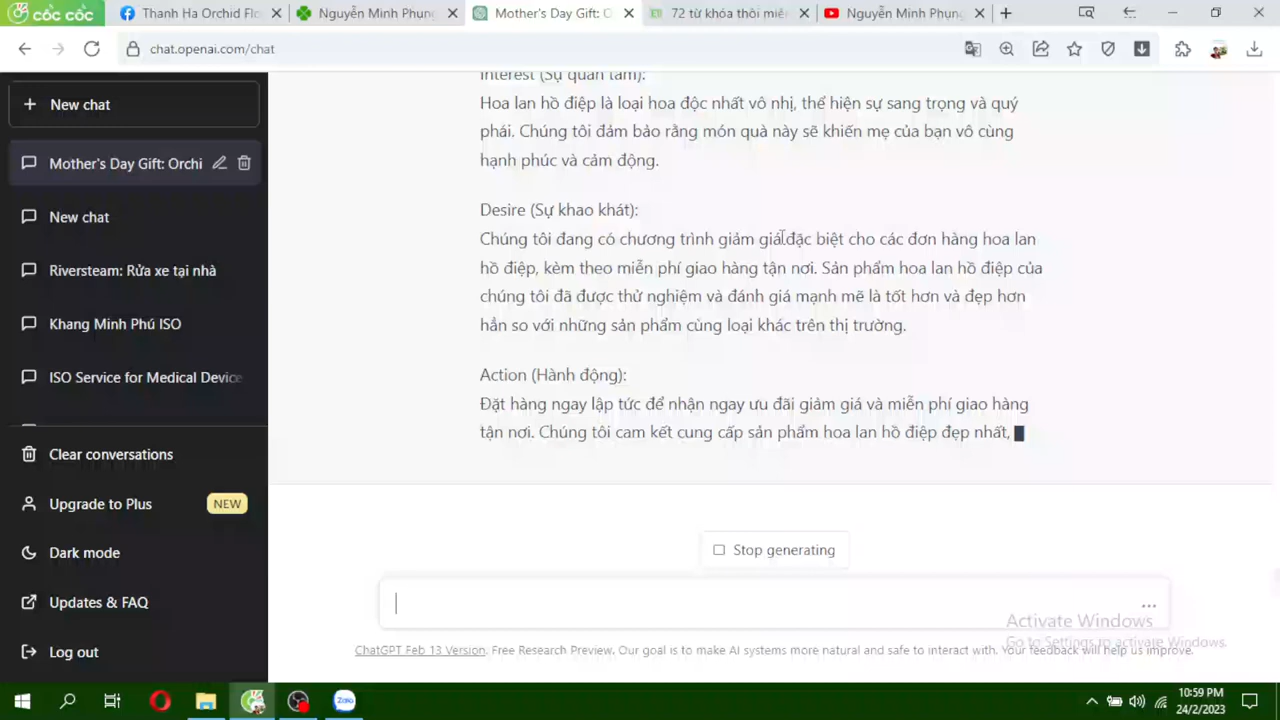 cốc cốc
Thanh Ha Orchid Flo
Nguyễn Minh Phụng
Mother's Day Gift: O
72 từ khóa thôi miên
Nguyễn Minh Phụng
chat.openai.com/chat
New chat
Mother's Day Gift: Orchi
New chat
Riversteam: Rửa xe tại nhà
Khang Minh Phú ISO
ISO Service for Medical Device
Clear conversations
Upgrade to Plus
NEW
Dark mode
Updates & FAQ
Log out
Interest (Sự quan tâm):
Hoa lan hồ điệp là loại hoa độc nhất vô nhị, thể hiện sự sang trọng và quý
phái. Chúng tôi đảm bảo rằng món quà này sẽ khiến mẹ của bạn vô cùng
hạnh phúc và cảm động.
Desire (Sự khao khát):
Chúng tôi đang có chương trình giảm giá đặc biệt cho các đơn hàng hoa lan
hồ điệp, kèm theo miễn phí giao hàng tận nơi. Sản phẩm hoa lan hồ điệp của
chúng tôi đã được thử nghiệm và đánh giá mạnh mẽ là tốt hơn và đẹp hơn
hẳn so với những sản phẩm cùng loại khác trên thị trường.
Action (Hành động):
Đặt hàng ngay lập tức để nhận ngay ưu đãi giảm giá và miễn phí giao hàng
tận nơi. Chúng tôi cam kết cung cấp sản phẩm hoa lan hồ điệp đẹp nhất,
Stop generating
Activate Windows
Go to Settings to activate Windows.
ChatGPT Feb 13 Version. Free Research Preview. Our goal is to make AI systems more natural and safe to interact with. Your feedback will help us improve.
Zalo
10:59 PM
24/2/2023